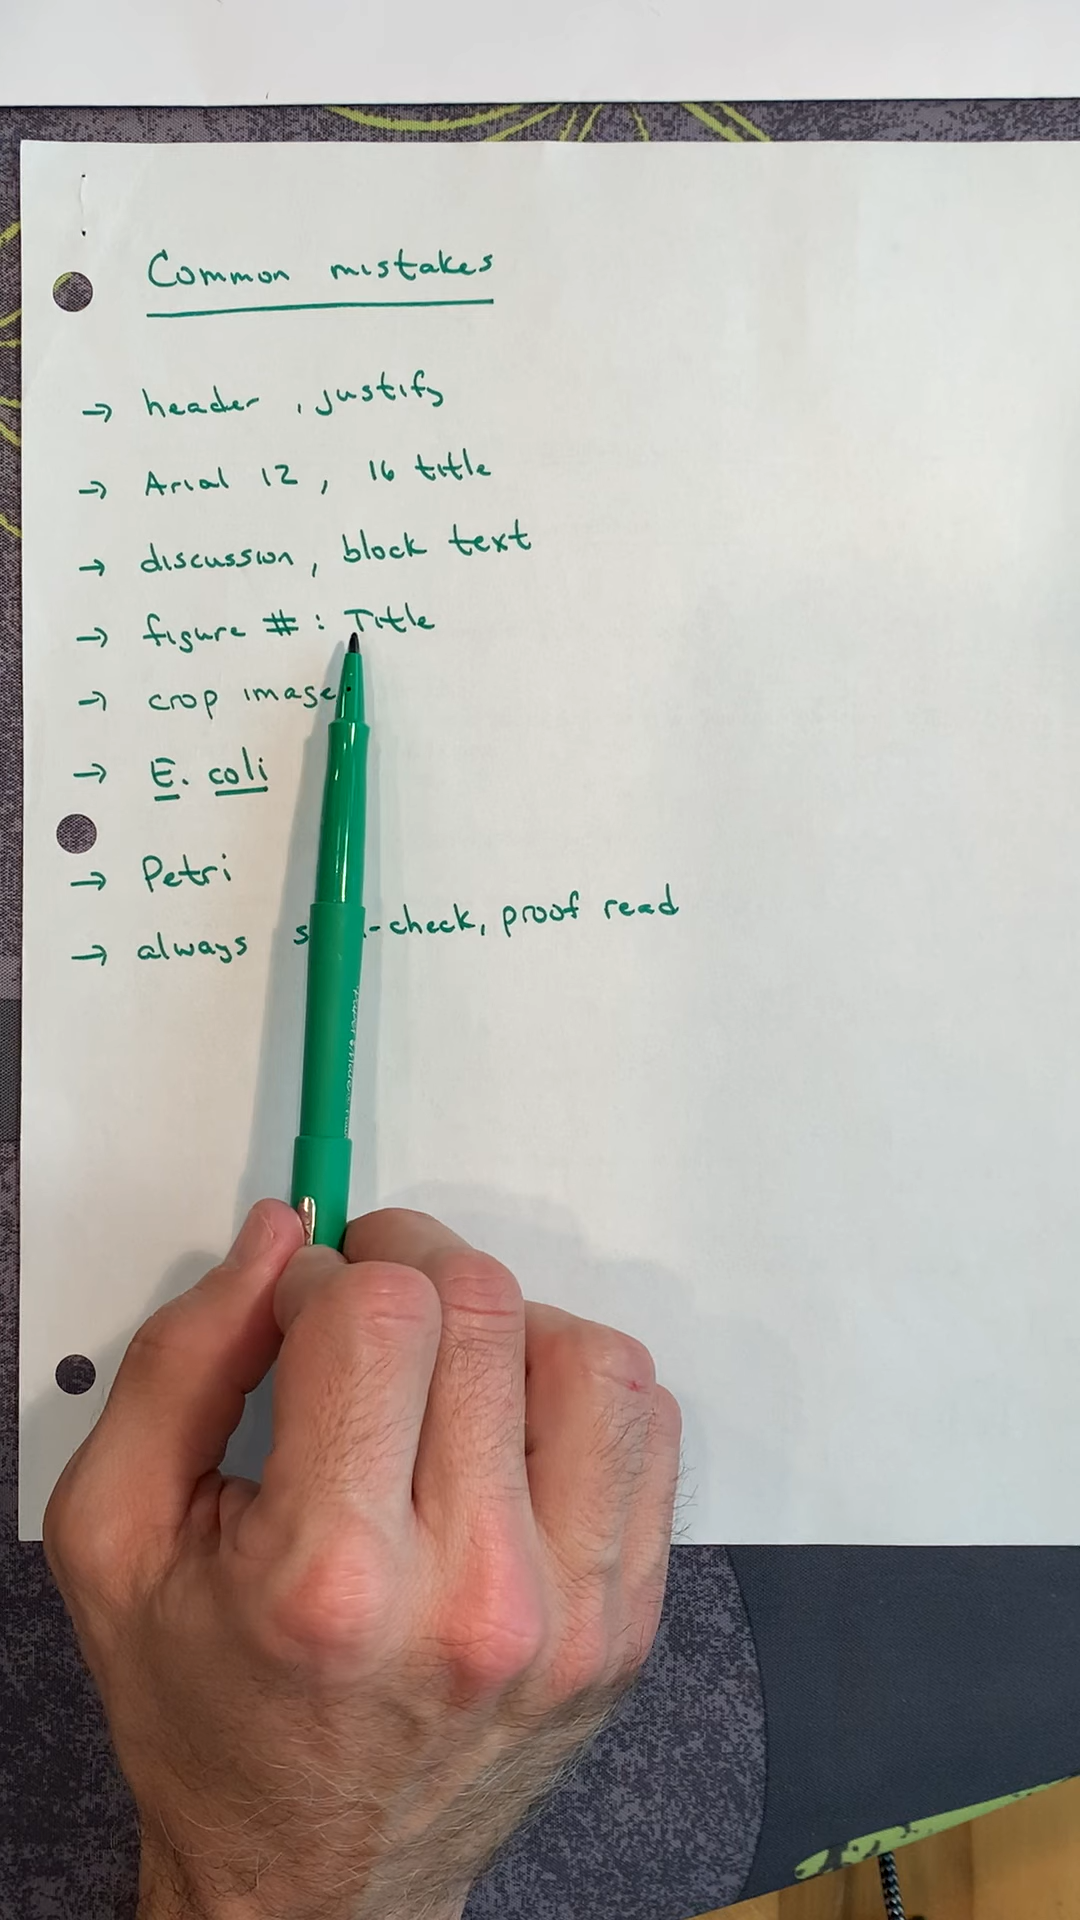 Common mistakes
→ header, justify
→ Arial 12, 16 title
→ discussion, block text
→ figure #: Title
→ crop image
→ E. coli
→ Petri
→ always check, proof read